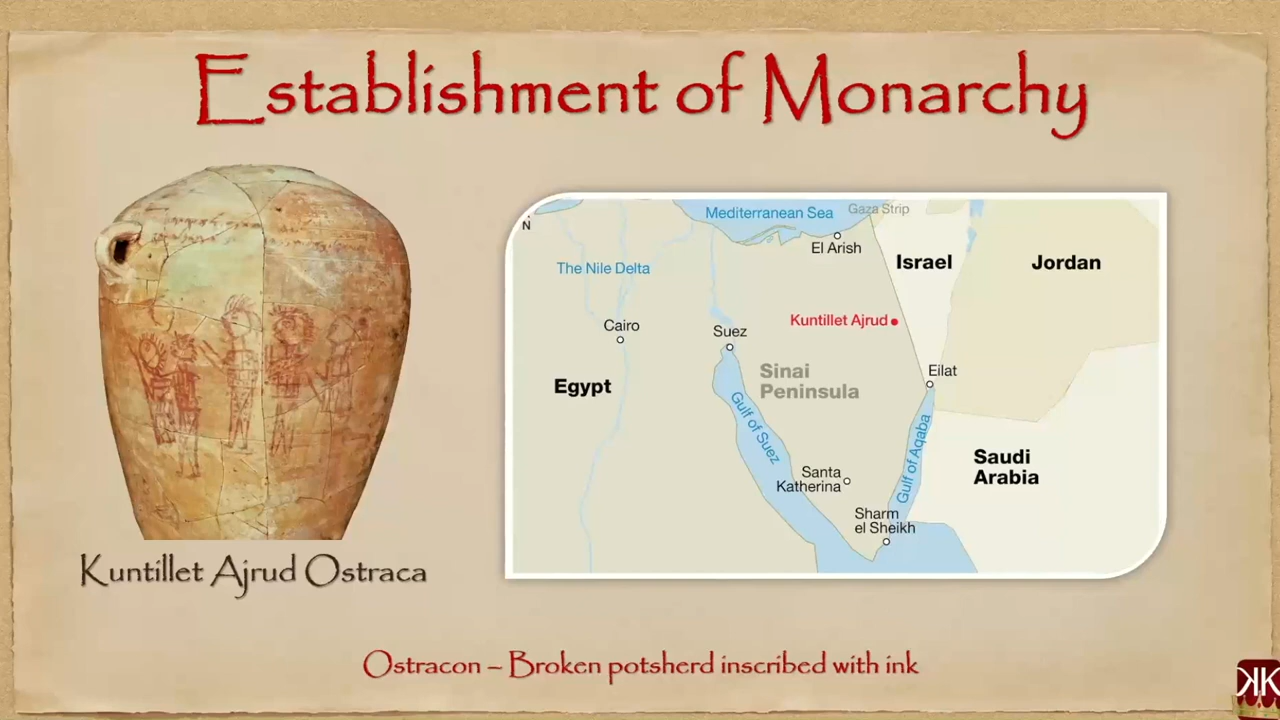 Establishment of Monarchy
N
Mediterranean Sea
Gaza Strip
El Arish
Israel
Jordan
The Nile Delta
Kuntillet Ajrud
Cairo
Suez
Sinai
Peninsula
Eilat
Egypt
Gulf of Suez
Gulf of Aqaba
Santa
Katherina
Saudi
Arabia
Sharm
el Sheikh
Kuntillet Ajrud Ostraca
Ostracon – Broken potsherd inscribed with ink